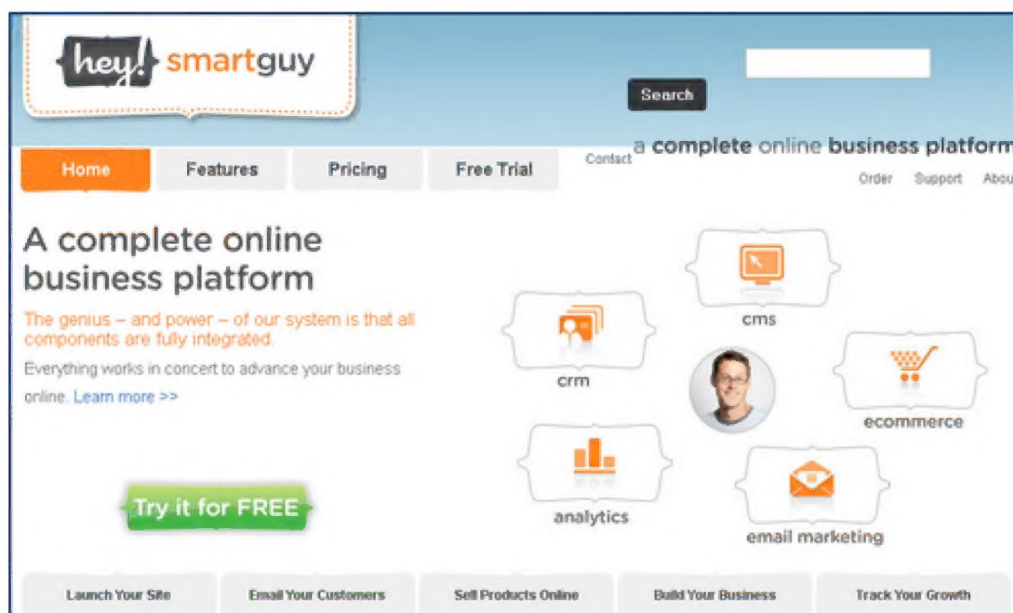 hey! smartguy
Search
a complete online business platform
Home
Features
Pricing
Free Trial
Contact
Order
Support
Abou
A complete online
business platform
The genius – and power – of our system is that all
components are fully integrated.
Everything works in concert to advance your business
online. Learn more >>
Try it for FREE
cms
crm
ecommerce
analytics
email marketing
Launch Your Site
Email Your Customers
Sell Products Online
Build Your Business
Track Your Growth